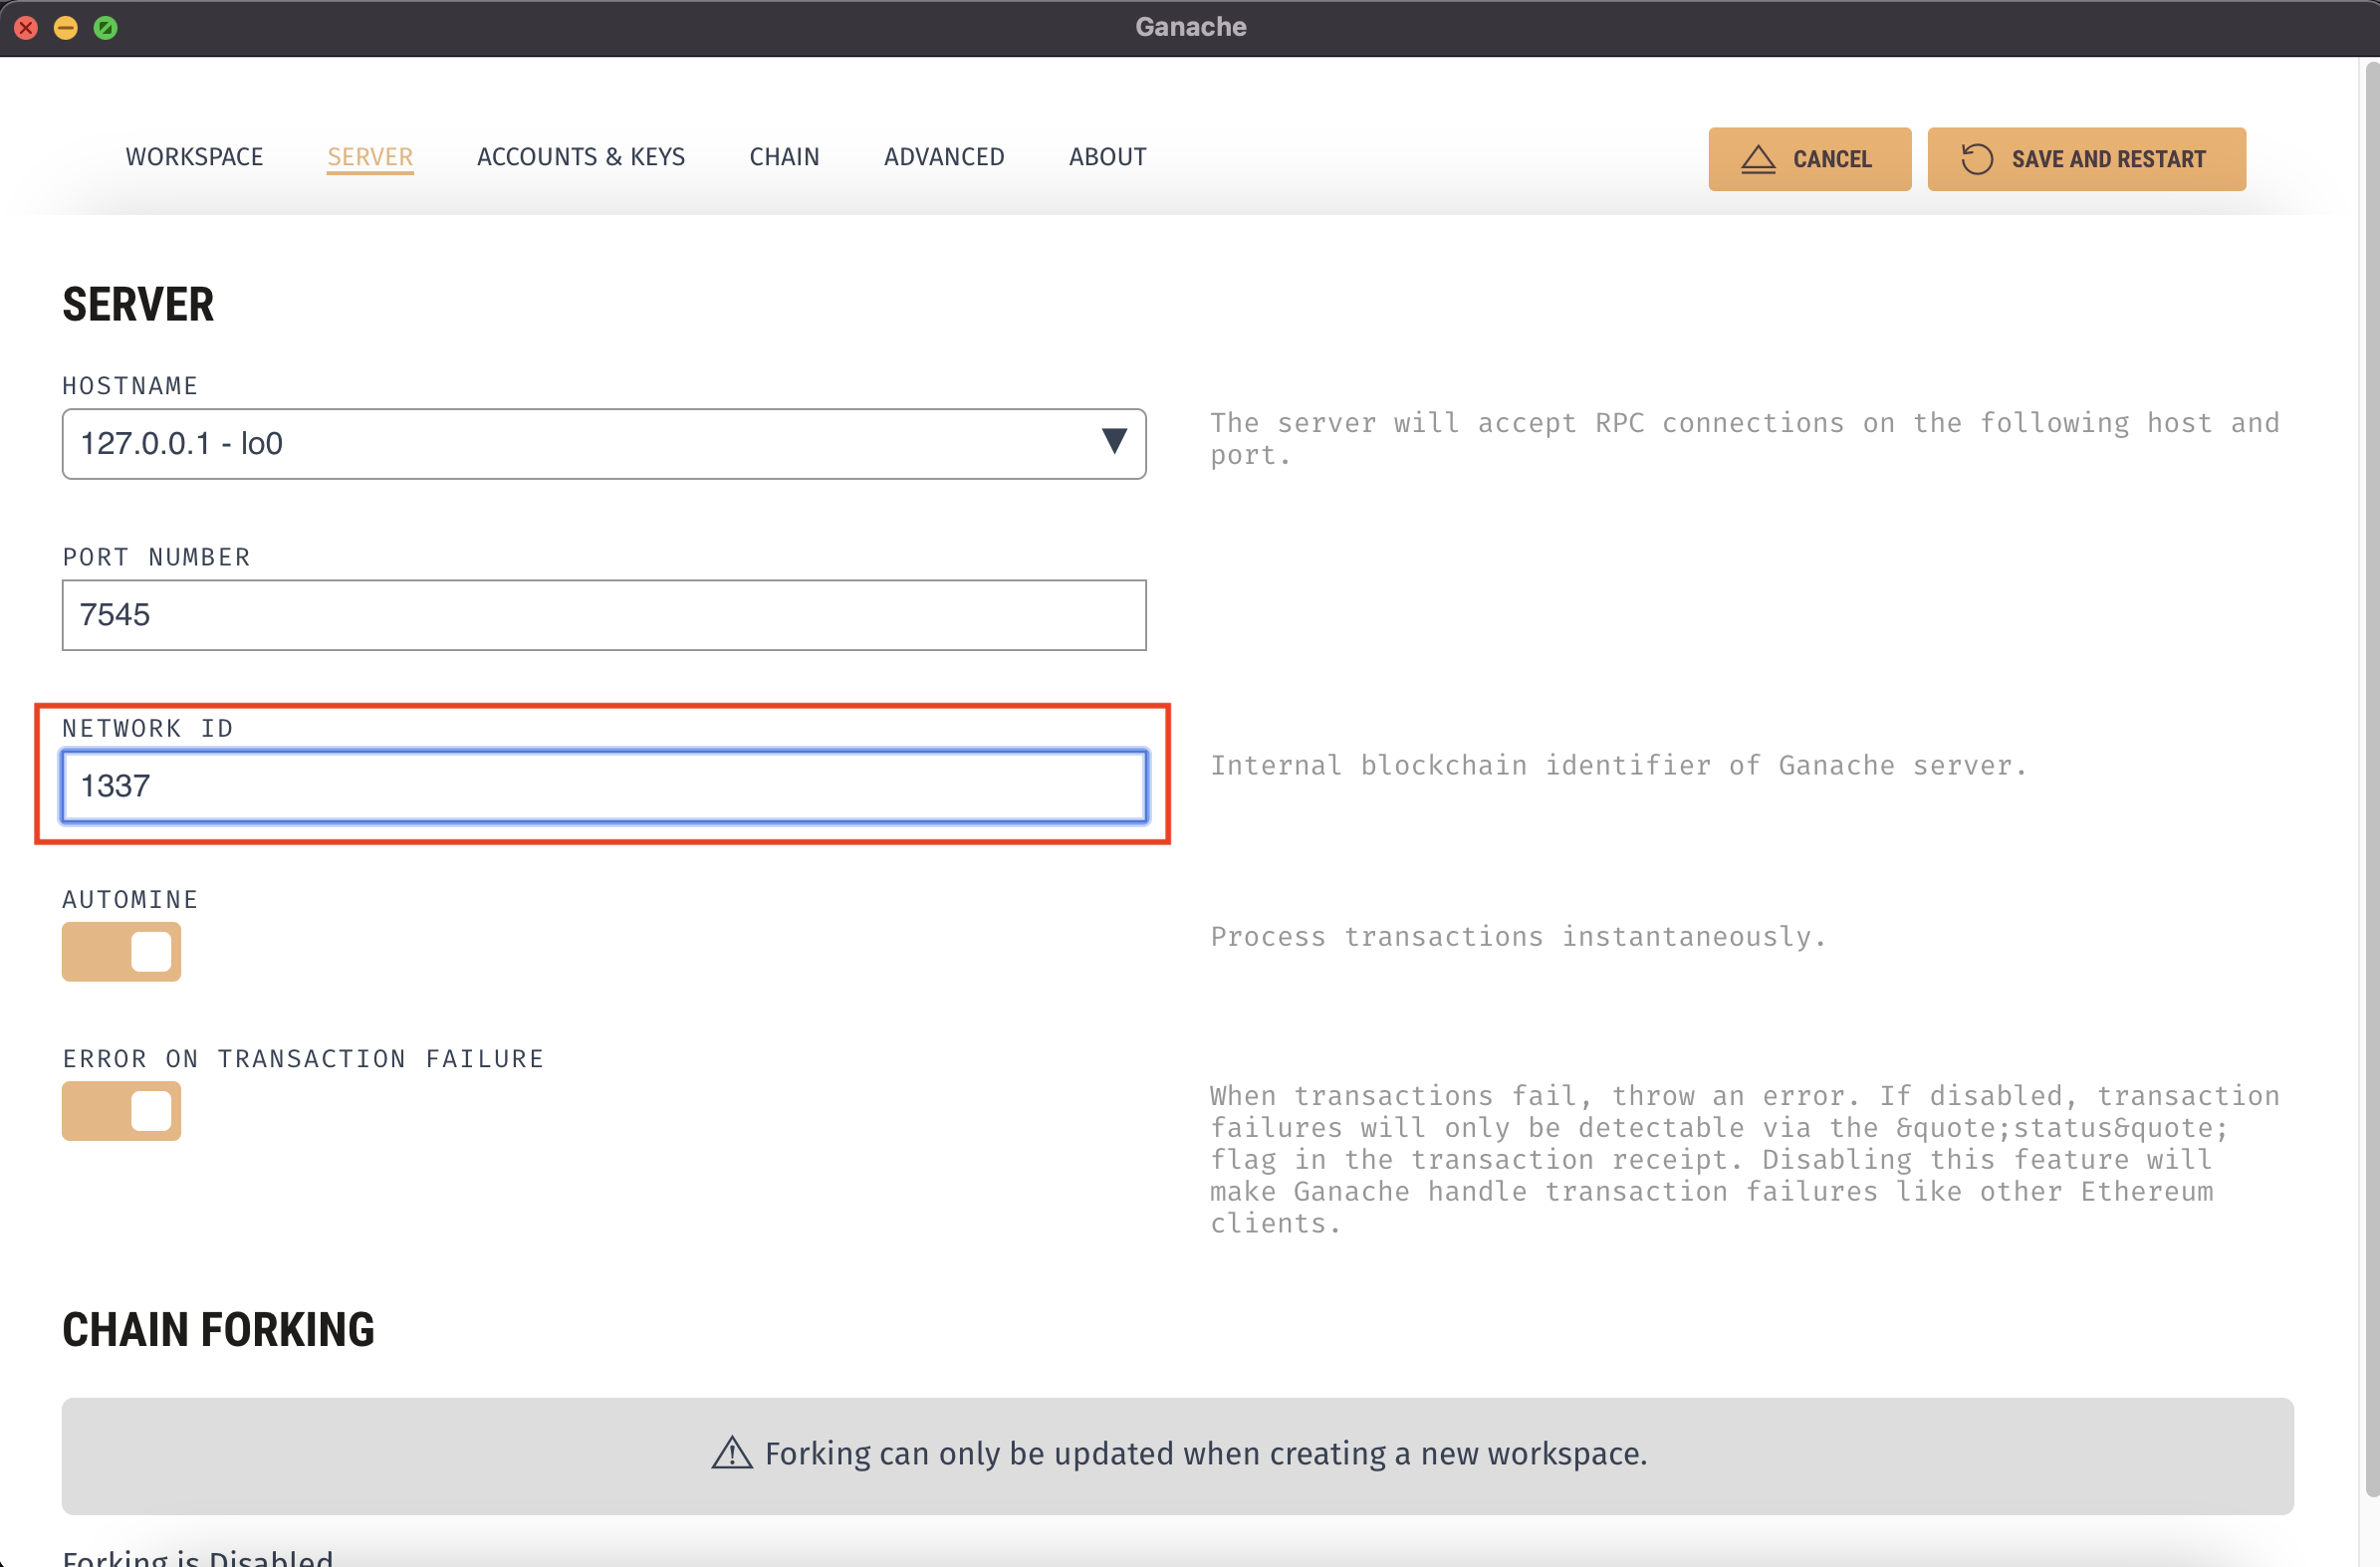 Ganache
WORKSPACE
SERVER
ACCOUNTS & KEYS
CHAIN
ADVANCED
ABOUT
CANCEL
SAVE AND RESTART
SERVER
HOSTNAME
127.0.0.1 - lo0
The server will accept RPC connections on the following host and
port.
PORT NUMBER
7545
NETWORK ID
1337
Internal blockchain identifier of Ganache server.
AUTOMINE
Process transactions instantaneously.
ERROR ON TRANSACTION FAILURE
When transactions fail, throw an error. If disabled, transaction
failures will only be detectable via the &quote;status&quote;
flag in the transaction receipt. Disabling this feature will
make Ganache handle transaction failures like other Ethereum
clients.
CHAIN FORKING
Forking can only be updated when creating a new workspace.
Forking is Disabled